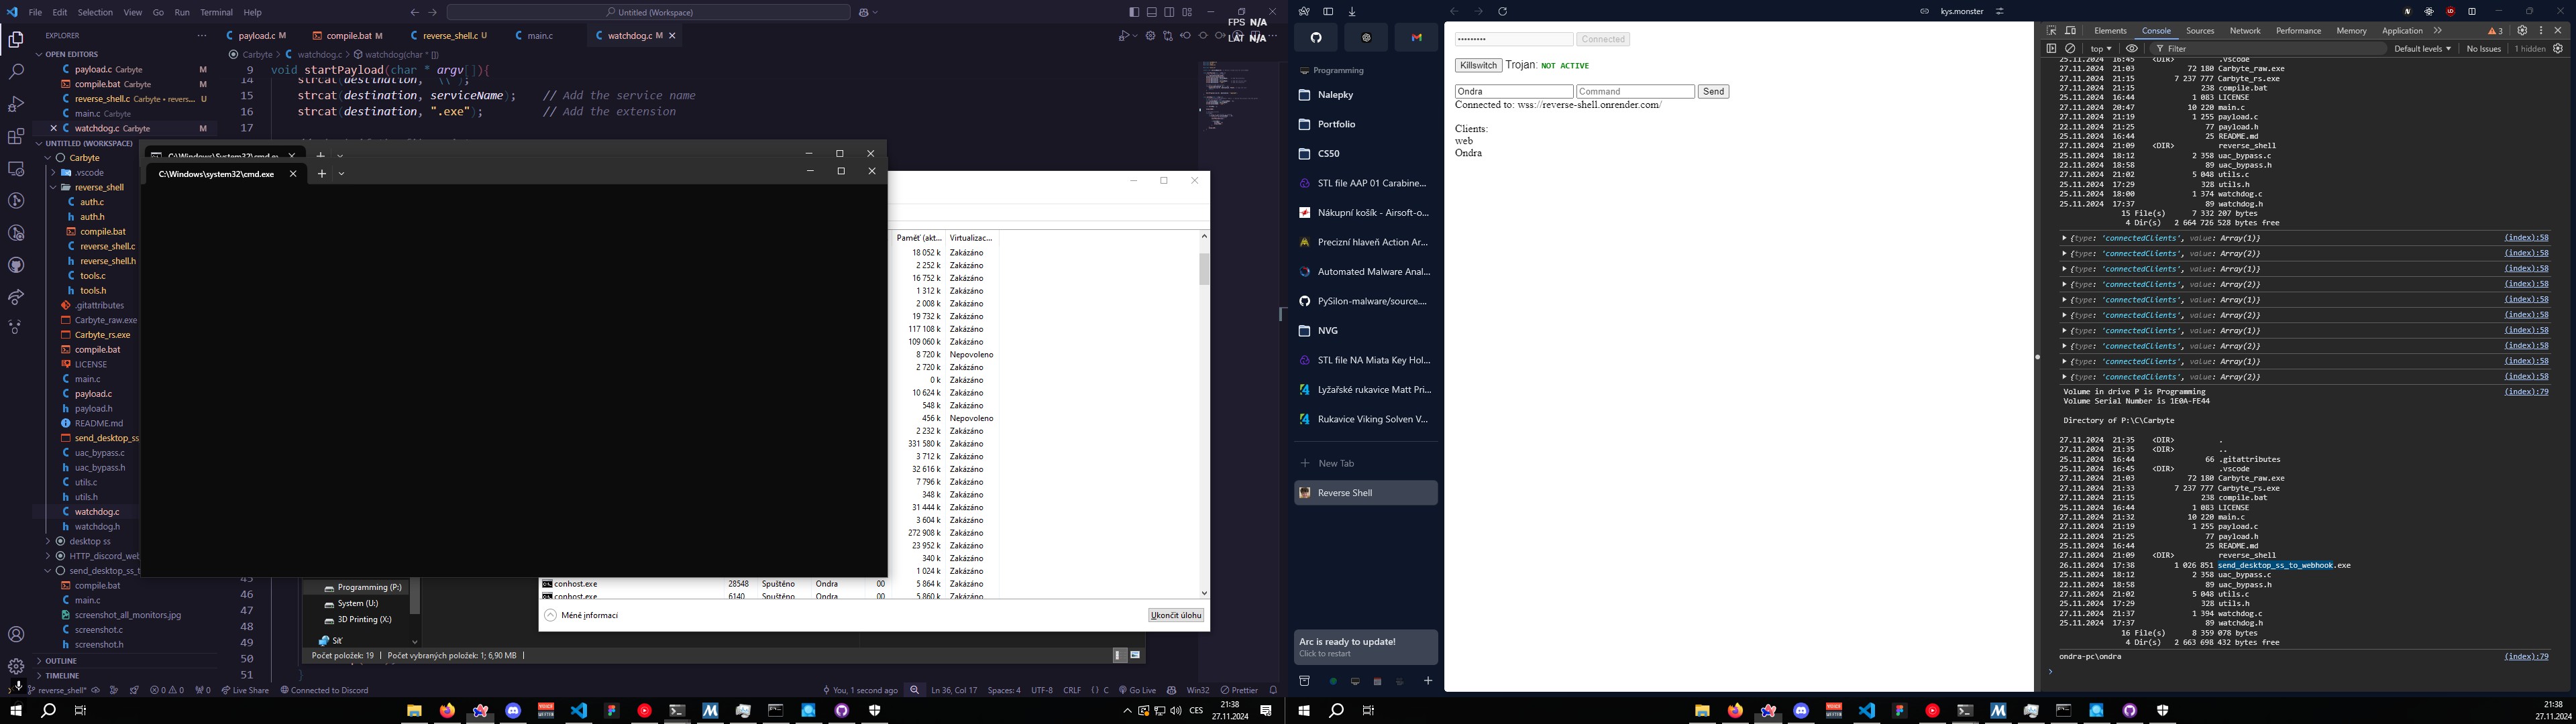 File Edit Selection View Go Run Terminal Help
Untitled (Workspace)
FPS N/A
LAT N/A
EXPLORER
OPEN EDITORS
payload.c Carbyte M
compile.bat Carbyte M
reverse_shell.c Carbyte • revers... U
main.c Carbyte
watchdog.c Carbyte M
UNTITLED (WORKSPACE)
Carbyte
.vscode
reverse_shell
auth.c
auth.h
compile.bat
reverse_shell.c
reverse_shell.h
tools.c
tools.h
.gitattributes
Carbyte_raw.exe
Carbyte_rs.exe
compile.bat
LICENSE
main.c
payload.c
payload.h
README.md
send_desktop_ss
uac_bypass.c
uac_bypass.h
utils.c
utils.h
watchdog.c
watchdog.h
desktop ss
HTTP_discord_web
send_desktop_ss_t
compile.bat
main.c
screenshot_all_monitors.jpg
screenshot.c
screenshot.h
OUTLINE
TIMELINE
payload.c M compile.bat M reverse_shell.c U main.c watchdog.c M
Carbyte > watchdog.c > watchdog(char * [])
9 void startPayload(char * argv[]){
14 strcat(destination, "\\");
15 strcat(destination, serviceName); // Add the service name
16 strcat(destination, ".exe"); // Add the extension
17
C:\Windows\System32\cmd.e
C:\Windows\system32\cmd.exe
Paměť (akt... Virtualizac...
18 052 k Zakázáno
2 252 k Zakázáno
16 752 k Zakázáno
1 312 k Zakázáno
2 008 k Zakázáno
19 732 k Zakázáno
117 108 k Zakázáno
109 060 k Zakázáno
8 720 k Nepovoleno
2 720 k Zakázáno
0 k Zakázáno
10 624 k Zakázáno
548 k Zakázáno
456 k Nepovoleno
2 232 k Zakázáno
331 580 k Zakázáno
3 712 k Zakázáno
32 616 k Zakázáno
7 796 k Zakázáno
348 k Zakázáno
31 444 k Zakázáno
3 604 k Zakázáno
272 908 k Zakázáno
23 952 k Zakázáno
340 k Zakázáno
1 024 k Zakázáno
conhost.exe 28548 Spuštěno Ondra 00 5 864 k Zakázáno
conhost.exe 6140 Spuštěno Ondra 00 5 860 k Zakázáno
Méně informací
Ukončit úlohu
45
46
47
48
49
50
51 }
Programming (P:)
System (U:)
3D Printing (X:)
Síť
Počet položek: 19 Počet vybraných položek: 1; 6,90 MB
reverse_shell* 0 0 0 Live Share Connected to Discord You, 1 second ago Ln 36, Col 17 Spaces: 4 UTF-8 CRLF {} C Go Live Win32 Prettier
CES
21:38
27.11.2024
kys.monster
Programming
Nalepky
Portfolio
CS50
STL file AAP 01 Carabine...
Nákupní košík - Airsoft-o...
Precizní hlaveň Action Ar...
Automated Malware Anal...
PySilon-malware/source....
NVG
STL file NA Miata Key Hol...
Lyžařské rukavice Matt Pri...
Rukavice Viking Solven V...
New Tab
Reverse Shell
Arc is ready to update!
Click to restart
••••••••• Connected
Killswitch Trojan: NOT ACTIVE
Ondra Command Send
Connected to: wss://reverse-shell.onrender.com/
Clients:
web
Ondra
Elements Console Sources Network Performance Memory Application 3
top Filter Default levels No Issues 1 hidden
25.11.2024 16:45 <DIR> .vscode
27.11.2024 21:03 72 180 Carbyte_raw.exe
27.11.2024 21:15 7 237 777 Carbyte_rs.exe
27.11.2024 21:15 238 compile.bat
25.11.2024 16:44 1 083 LICENSE
27.11.2024 20:47 10 220 main.c
27.11.2024 21:19 1 255 payload.c
22.11.2024 21:25 77 payload.h
25.11.2024 16:44 25 README.md
27.11.2024 21:09 <DIR> reverse_shell
25.11.2024 18:12 2 358 uac_bypass.c
22.11.2024 18:58 89 uac_bypass.h
27.11.2024 21:02 5 048 utils.c
25.11.2024 17:29 328 utils.h
27.11.2024 18:00 1 374 watchdog.c
25.11.2024 17:37 89 watchdog.h
15 File(s) 7 332 207 bytes
4 Dir(s) 2 664 726 528 bytes free
{type: 'connectedClients', value: Array(1)} (index):58
{type: 'connectedClients', value: Array(2)} (index):58
{type: 'connectedClients', value: Array(1)} (index):58
{type: 'connectedClients', value: Array(2)} (index):58
{type: 'connectedClients', value: Array(1)} (index):58
{type: 'connectedClients', value: Array(2)} (index):58
{type: 'connectedClients', value: Array(1)} (index):58
{type: 'connectedClients', value: Array(2)} (index):58
{type: 'connectedClients', value: Array(1)} (index):58
{type: 'connectedClients', value: Array(2)} (index):58
Volume in drive P is Programming (index):79
Volume Serial Number is 1E0A-FE44
Directory of P:\C\Carbyte
27.11.2024 21:35 <DIR> .
27.11.2024 21:35 <DIR> ..
25.11.2024 16:44 66 .gitattributes
25.11.2024 16:45 <DIR> .vscode
27.11.2024 21:03 72 180 Carbyte_raw.exe
27.11.2024 21:33 7 237 777 Carbyte_rs.exe
27.11.2024 21:15 238 compile.bat
25.11.2024 16:44 1 083 LICENSE
27.11.2024 21:32 10 220 main.c
27.11.2024 21:19 1 255 payload.c
22.11.2024 21:25 77 payload.h
25.11.2024 16:44 25 README.md
27.11.2024 21:09 <DIR> reverse_shell
26.11.2024 17:38 1 026 851 send_desktop_ss_to_webhook.exe
25.11.2024 18:12 2 358 uac_bypass.c
22.11.2024 18:58 89 uac_bypass.h
27.11.2024 21:02 5 048 utils.c
25.11.2024 17:29 328 utils.h
27.11.2024 21:37 1 394 watchdog.c
25.11.2024 17:37 89 watchdog.h
16 File(s) 8 359 078 bytes
4 Dir(s) 2 663 698 432 bytes free
ondra-pc\ondra (index):79
21:38
27.11.2024